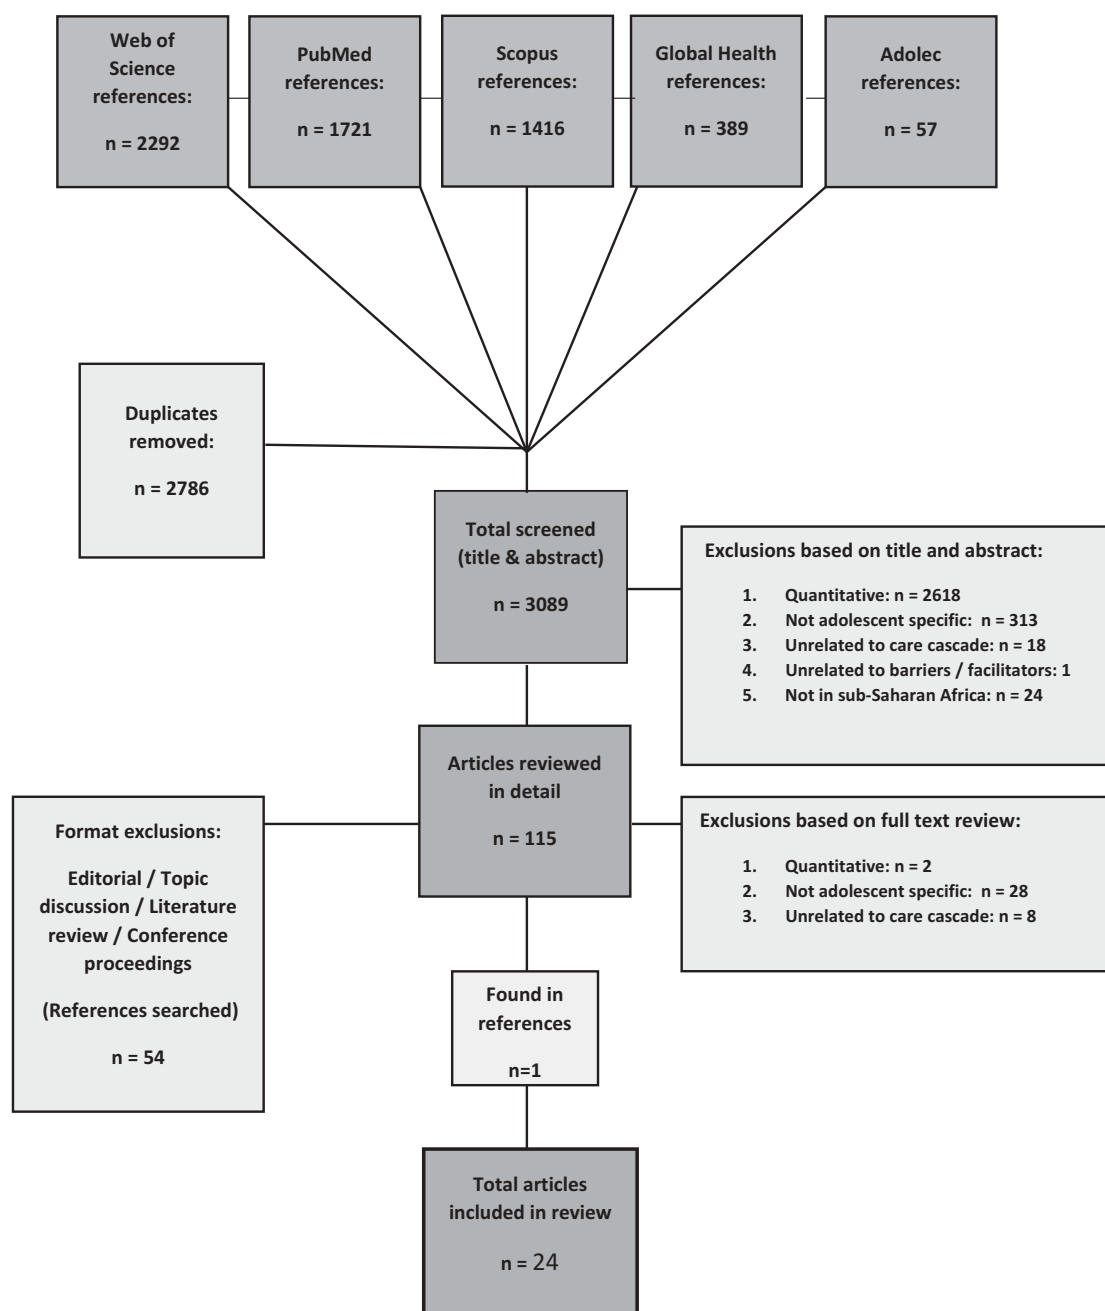 Web of
Science
references:
n = 2292
PubMed
references:
n = 1721
Scopus
references:
n = 1416
Global Health
references:
n = 389
Adolec
references:
n = 57
Duplicates
removed:
n = 2786
Total screened
(title & abstract)
n = 3089
Exclusions based on title and abstract:
1. Quantitative: n = 2618
2. Not adolescent specific: n = 313
3. Unrelated to care cascade: n = 18
4. Unrelated to barriers / facilitators: 1
5. Not in sub-Saharan Africa: n = 24
Articles reviewed
in detail
n = 115
Format exclusions:
Editorial / Topic
discussion / Literature
review / Conference
proceedings
(References searched)
n = 54
Exclusions based on full text review:
1. Quantitative: n = 2
2. Not adolescent specific: n = 28
3. Unrelated to care cascade: n = 8
Found in
references
n=1
Total articles
included in review
n = 24